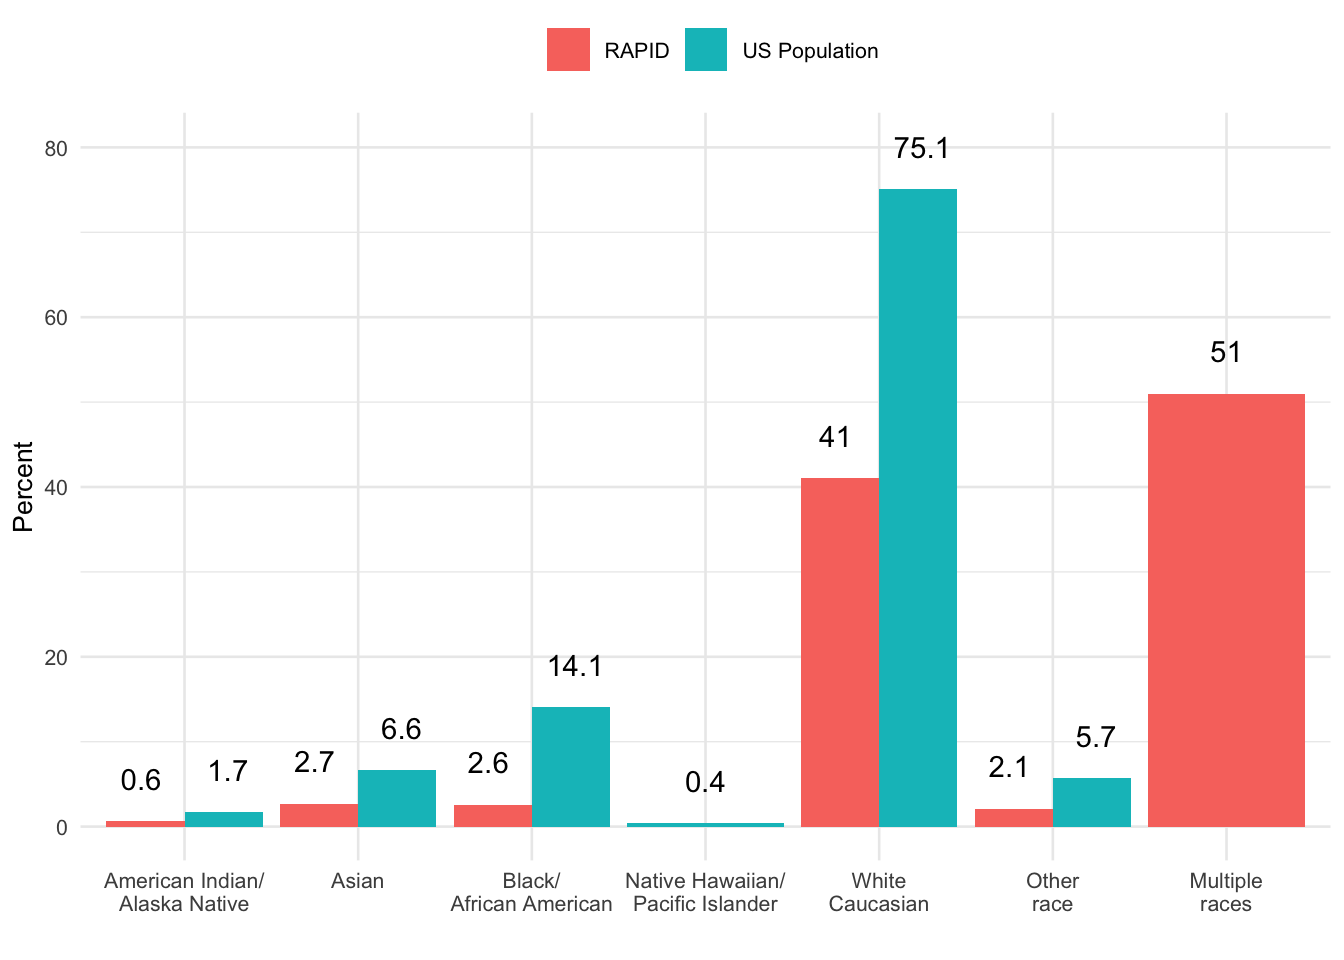 RAPID US Population
80
60
40
20
0
Percent
0.6
1.7
2.7
6.6
2.6
14.1
0.4
41
75.1
2.1
5.7
51
American Indian/
Alaska Native
Asian
Black/
African American
Native Hawaiian/
Pacific Islander
White
Caucasian
Other
race
Multiple
races